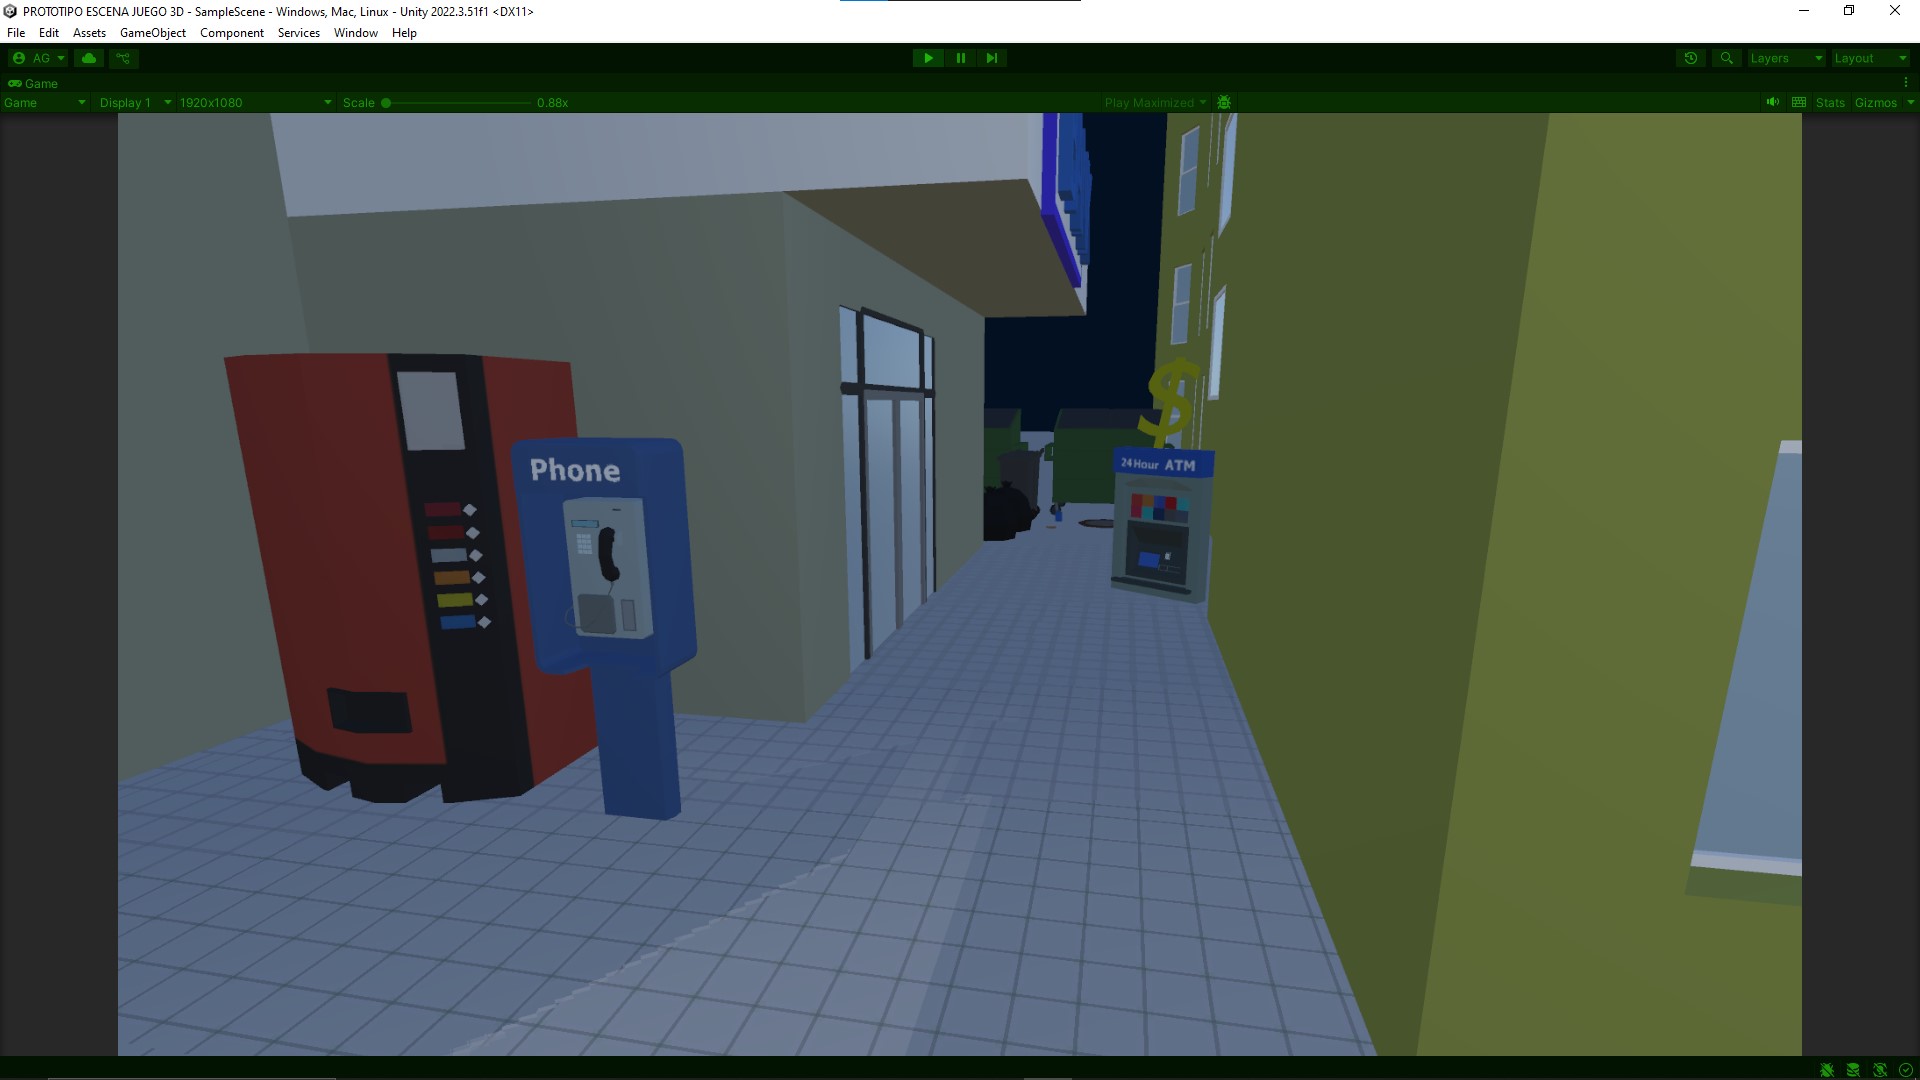 PROTOTIPO ESCENA JUEGO 3D - SampleScene - Windows, Mac, Linux - Unity 2022.3.51f1 <DX11>
File Edit Assets GameObject Component Services Window Help
AG
Layers Layout
Game
Game Display 1 1920x1080 Scale 0.88x Play Maximized Stats Gizmos
$
24 Hour ATM
Phone